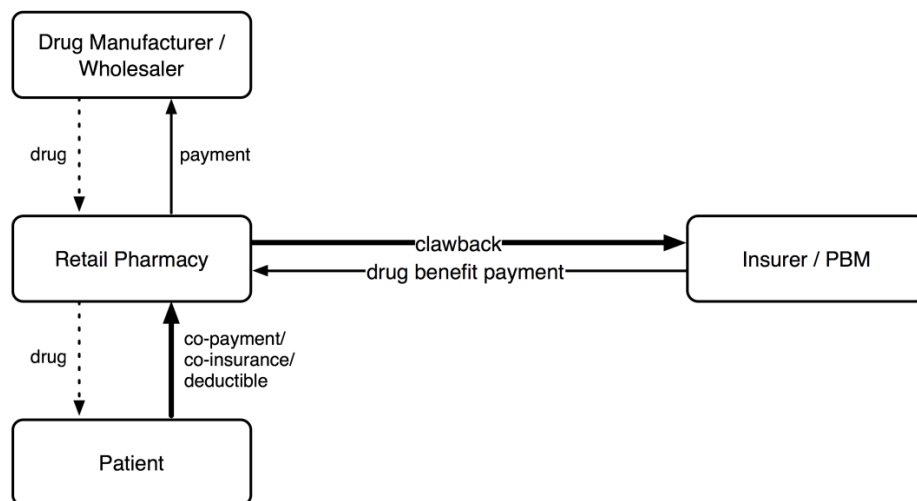 Drug Manufacturer /
Wholesaler
drug
payment
Retail Pharmacy
clawback
drug benefit payment
Insurer / PBM
drug
co-payment/
co-insurance/
deductible
Patient